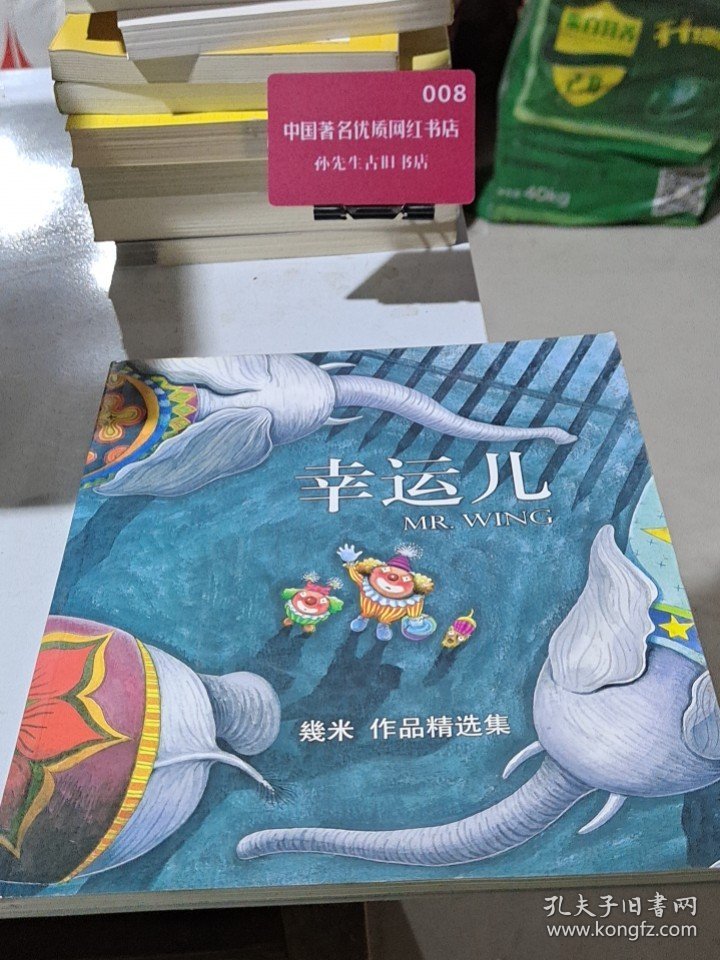 008
中国著名优质网红书店
孙先生古旧书店
40kg
幸运儿
MR. WING
幾米 作品精选集
孔夫子旧书网
www.kongfz.com